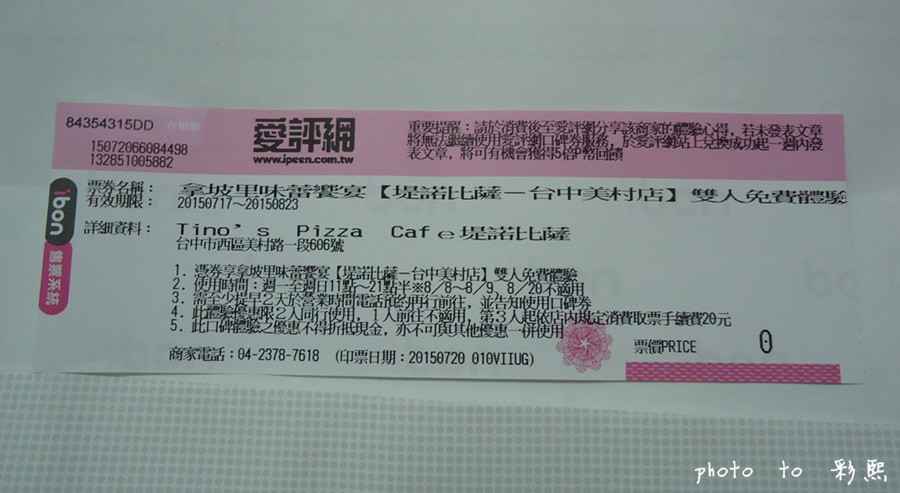 84354315DD
15072066084498
132851005882
愛評網
www.ipeen.com.tw
重要提醒：請於消費後至愛評網分享該商家的體驗心得，若未發表文章
將無法繼續使用愛評網口碑券服務，於愛評網站上兌換成功起一週內發
表文章，將可有機會獲得5倍P幣回饋
ibon
售票系統
票券名稱： 拿坡里味蕾饗宴【堤諾比薩－台中美村店】雙人免費體驗
有效期限： 20150717～20150823
詳細資料： Tino's Pizza Cafe堤諾比薩
台中市西區美村路一段606號
1. 憑券享拿坡里味蕾饗宴【堤諾比薩－台中美村店】雙人免費體驗
2. 使用時間：週一至週日11點～21點半※8/8～8/9、8/20不適用
3. 需至少提早2天於營業時間電話預約再行前往，並告知使用口碑券
4. 此體驗優惠限2人同行使用，1人前往不適用，第3人起依店內規定消費取票手續費20元
5. 此口碑體驗之優惠不得折抵現金，亦不可與其他優惠一併使用
商家電話：04-2378-7618 (印票日期：20150720 010VIIUG)
票價PRICE 0
photo to 彩熙